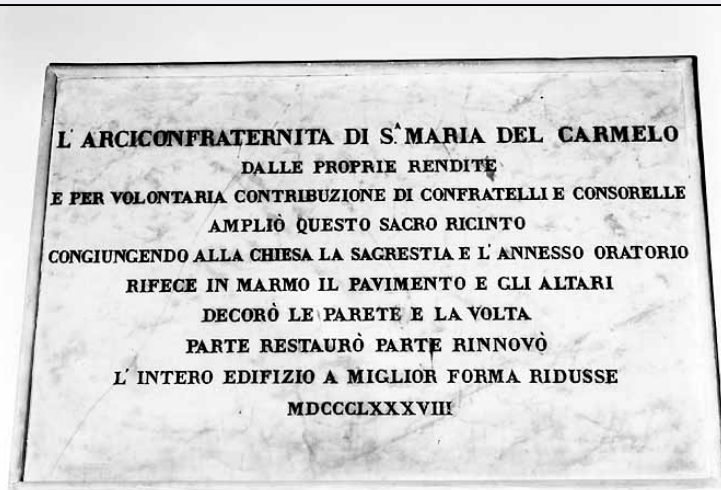 L' ARCICONFRATERNITA DI S.A MARIA DEL CARMELO
DALLE PROPRIE RENDITE
E PER VOLONTARIA CONTRIBUZIONE DI CONFRATELLI E CONSORELLE
AMPLIÒ QUESTO SACRO RICINTO
CONGIUNGENDO ALLA CHIESA LA SAGRESTIA E L' ANNESSO ORATORIO
RIFECE IN MARMO IL PAVIMENTO E GLI ALTARI
DECORÒ LE PARETE E LA VOLTA
PARTE RESTAURÒ PARTE RINNOVÒ
L' INTERO EDIFIZIO A MIGLIOR FORMA RIDUSSE
MDCCCLXXXVIII